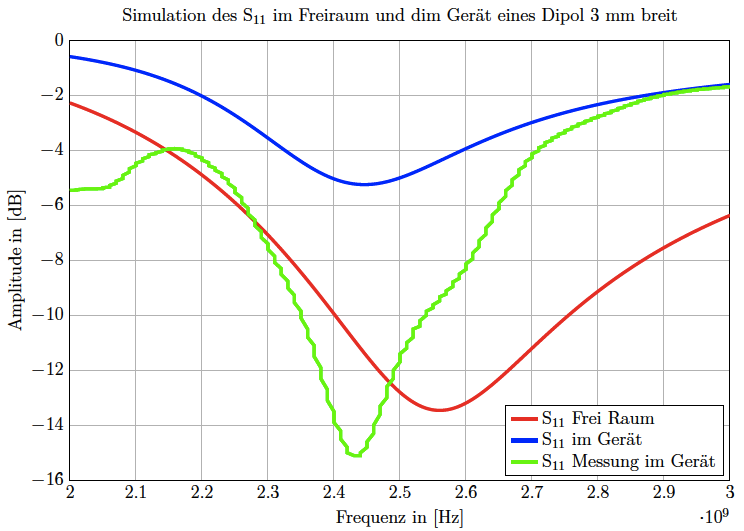 Simulation des S₁₁ im Freiraum und dim Gerät eines Dipol 3 mm breit
0
−2
−4
−6
−8
−10
−12
−14
−16
Amplitude in [dB]
S₁₁ Frei Raum
S₁₁ im Gerät
S₁₁ Messung im Gerät
2 2.1 2.2 2.3 2.4 2.5 2.6 2.7 2.8 2.9 3
Frequenz in [Hz]
·10⁹